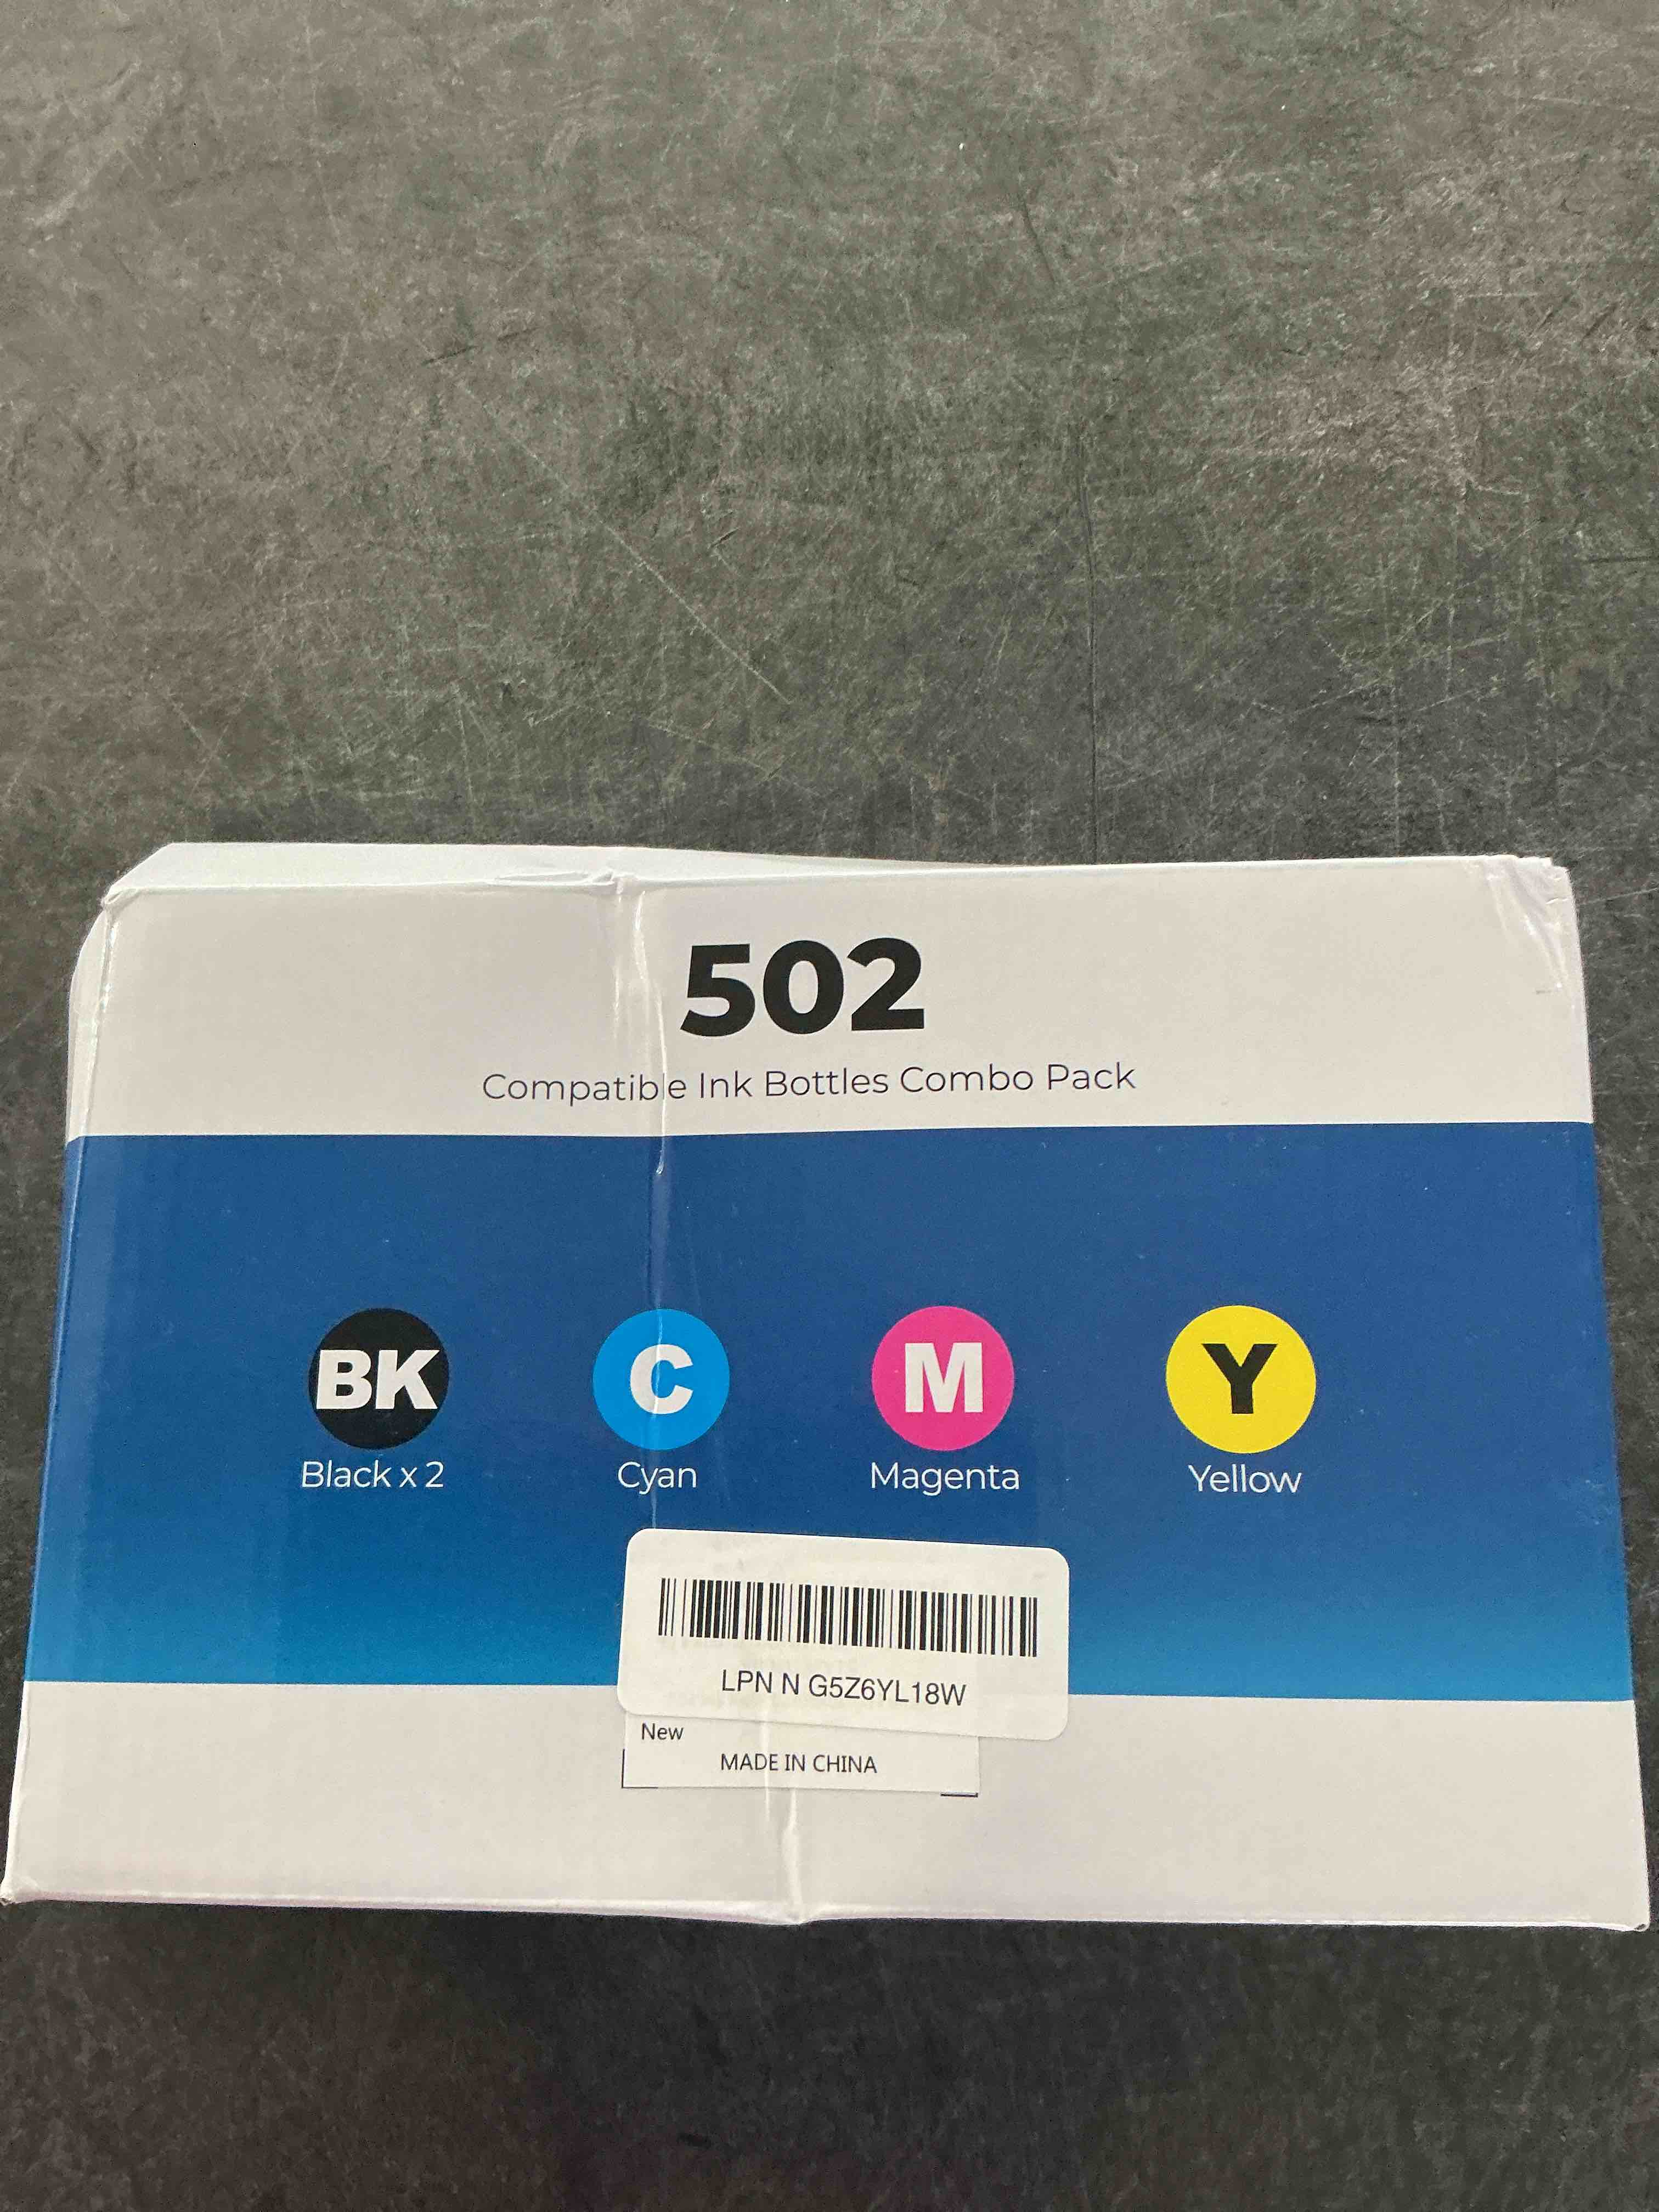 502
Compatible Ink Bottles Combo Pack
BK C M Y
Black x 2 Cyan Magenta Yellow
LPN N G5Z6YL18W
New
MADE IN CHINA